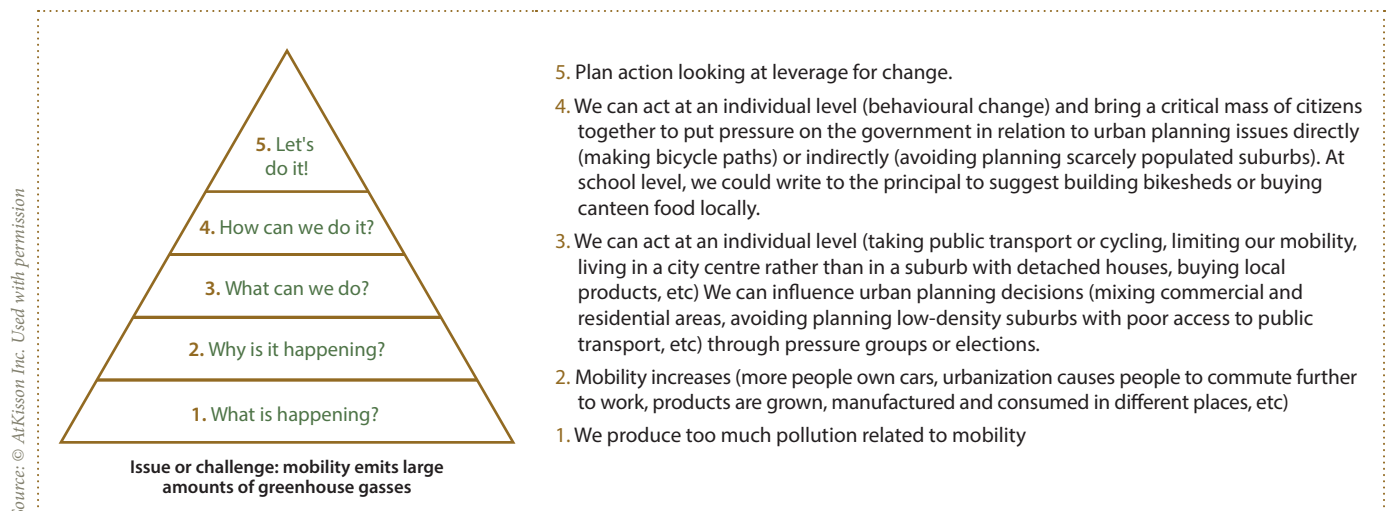 5. Let's
do it!
4. How can we do it?
3. What can we do?
2. Why is it happening?
1. What is happening?
Issue or challenge: mobility emits large
amounts of greenhouse gasses
5. Plan action looking at leverage for change.
4. We can act at an individual level (behavioural change) and bring a critical mass of citizens
together to put pressure on the government in relation to urban planning issues directly
(making bicycle paths) or indirectly (avoiding planning scarcely populated suburbs). At
school level, we could write to the principal to suggest building bikesheds or buying
canteen food locally.
3. We can act at an individual level (taking public transport or cycling, limiting our mobility,
living in a city centre rather than in a suburb with detached houses, buying local
products, etc) We can influence urban planning decisions (mixing commercial and
residential areas, avoiding planning low-density suburbs with poor access to public
transport, etc) through pressure groups or elections.
2. Mobility increases (more people own cars, urbanization causes people to commute further
to work, products are grown, manufactured and consumed in different places, etc)
1. We produce too much pollution related to mobility
Source: © AtKisson Inc. Used with permission